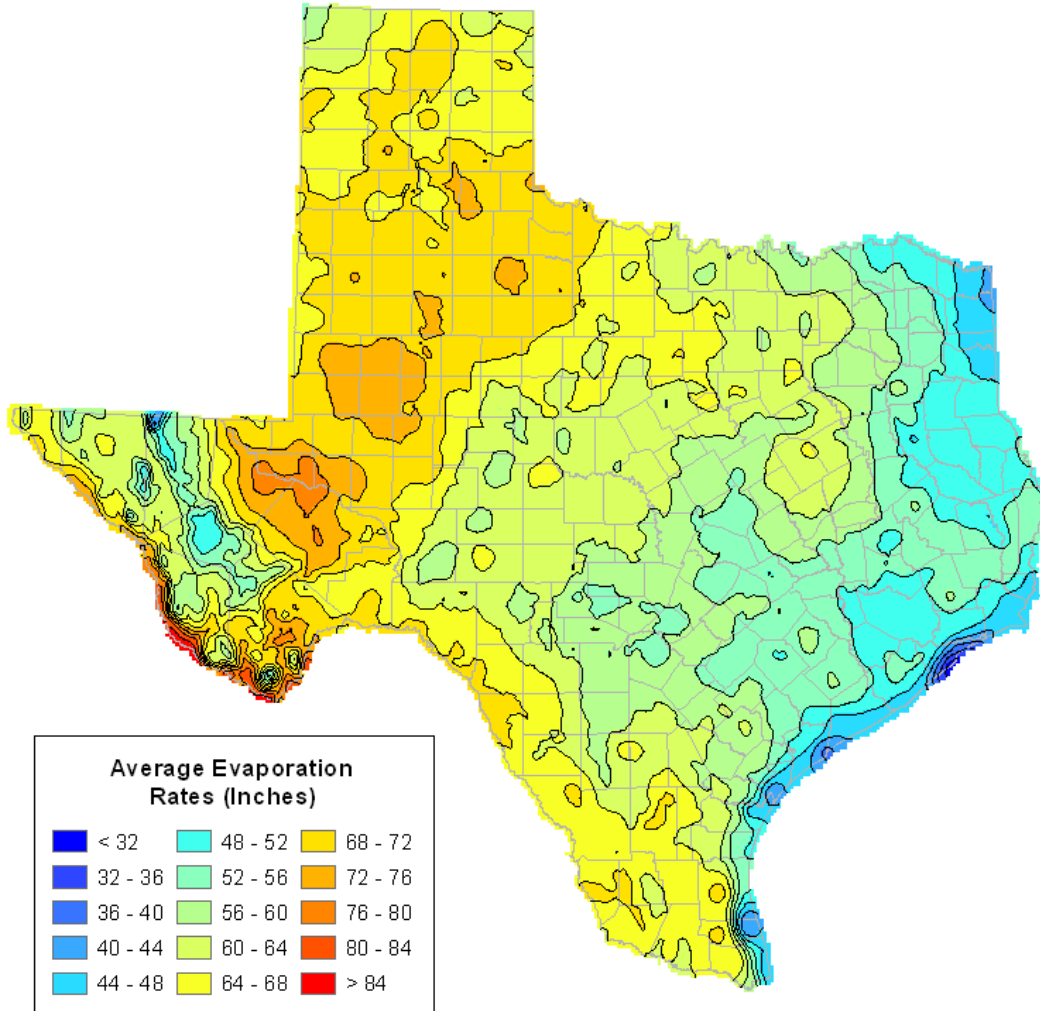 Average Evaporation
Rates (Inches)
< 32 48 - 52 68 - 72
32 - 36 52 - 56 72 - 76
36 - 40 56 - 60 76 - 80
40 - 44 60 - 64 80 - 84
44 - 48 64 - 68 > 84